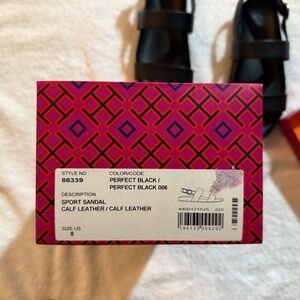 STYLE NO
88339
COLOR/CODE
PERFECT BLACK /
PERFECT BLACK 006
DESCRIPTION
SPORT SANDAL
CALF LEATHER / CALF LEATHER
SIZE US
8